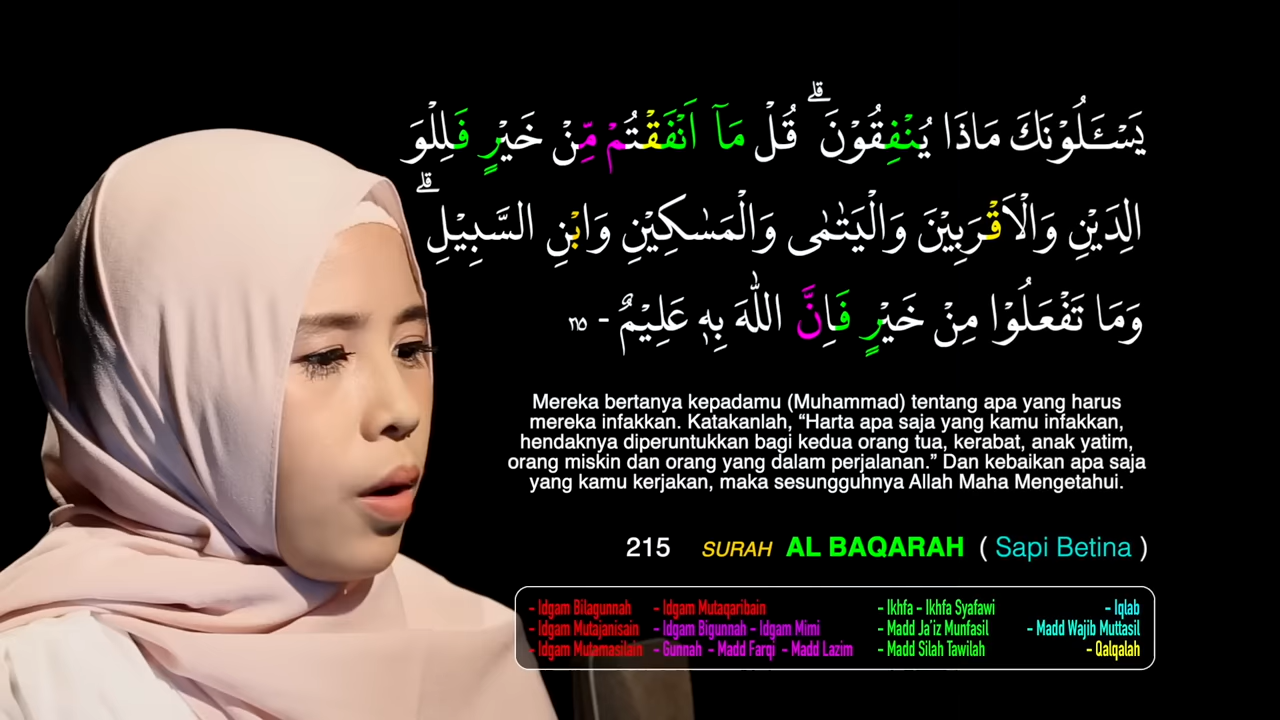 يَسْـَٔلُوْنَكَ مَاذَا يُنْفِقُوْنَ ۗ قُلْ مَآ اَنْفَقْتُمْ مِّنْ خَيْرٍ فَلِلْوَ
الِدَيْنِ وَالْاَقْرَبِيْنَ وَالْيَتٰمٰى وَالْمَسٰكِيْنِ وَابْنِ السَّبِيْلِ ۗ
وَمَا تَفْعَلُوْا مِنْ خَيْرٍ فَاِنَّ اللّٰهَ بِهٖ عَلِيْمٌ - ٢١٥
Mereka bertanya kepadamu (Muhammad) tentang apa yang harus
mereka infakkan. Katakanlah, “Harta apa saja yang kamu infakkan,
hendaknya diperuntukkan bagi kedua orang tua, kerabat, anak yatim,
orang miskin dan orang yang dalam perjalanan.” Dan kebaikan apa saja
yang kamu kerjakan, maka sesungguhnya Allah Maha Mengetahui.
215 SURAH AL BAQARAH ( Sapi Betina )
- Idgam Bilagunnah - Idgam Mutaqaribain - Ikhfa - Ikhfa Syafawi - Iqlab
- Idgam Mutajanisain - Idgam Bigunnah - Idgam Mimi - Madd Ja'iz Munfasil - Madd Wajib Muttasil
- Idgam Mutamasilain - Gunnah - Madd Farqi - Madd Lazim - Madd Silah Tawilah - Qalqalah